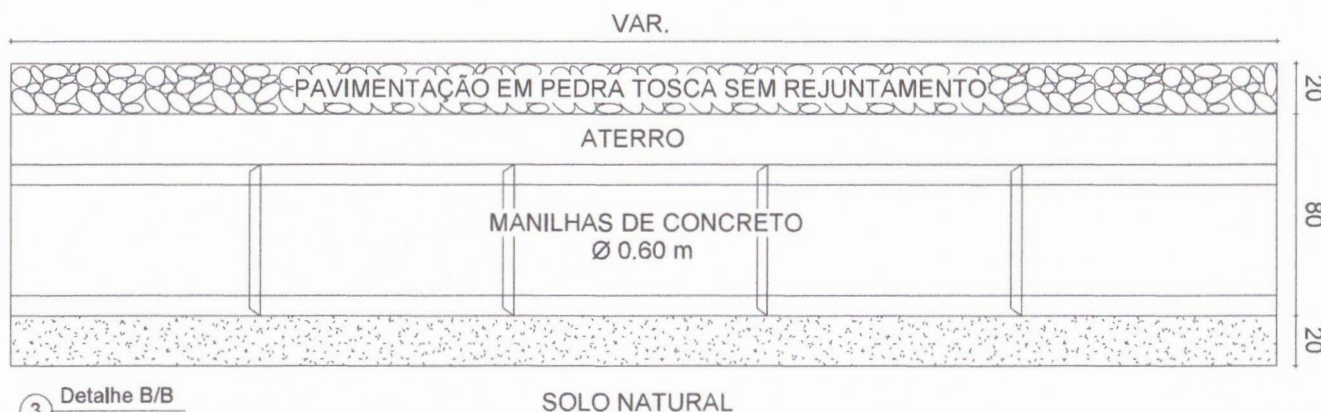 VAR.
PAVIMENTAÇÃO EM PEDRA TOSCA SEM REJUNTAMENTO
20
ATERRO
MANILHAS DE CONCRETO
Ø 0.60 m
80
20
3 Detalhe B/B
SOLO NATURAL